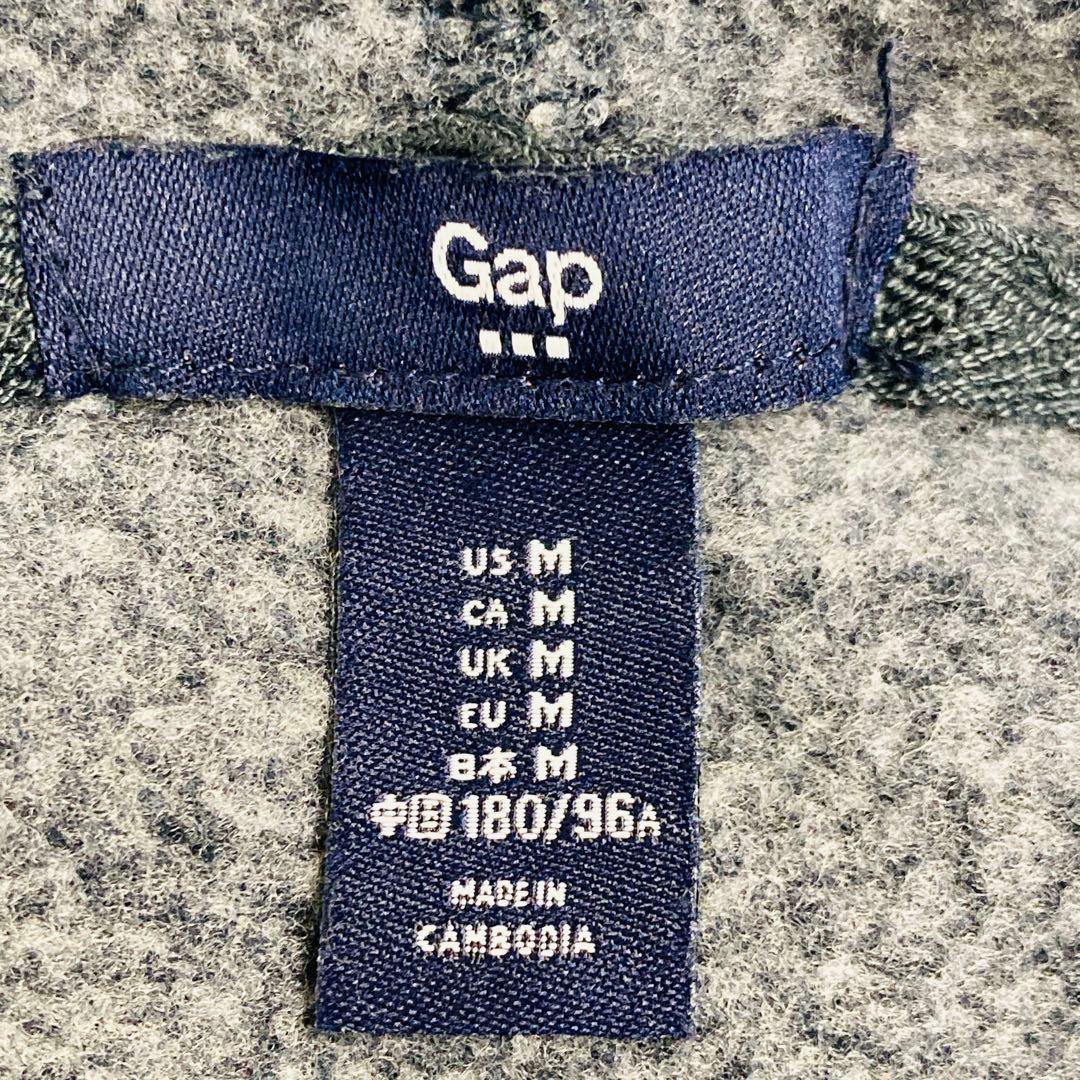 Gap
US M
CA M
UK M
EU M
日本 M
中国 180/96A
MADE IN
CAMBODIA